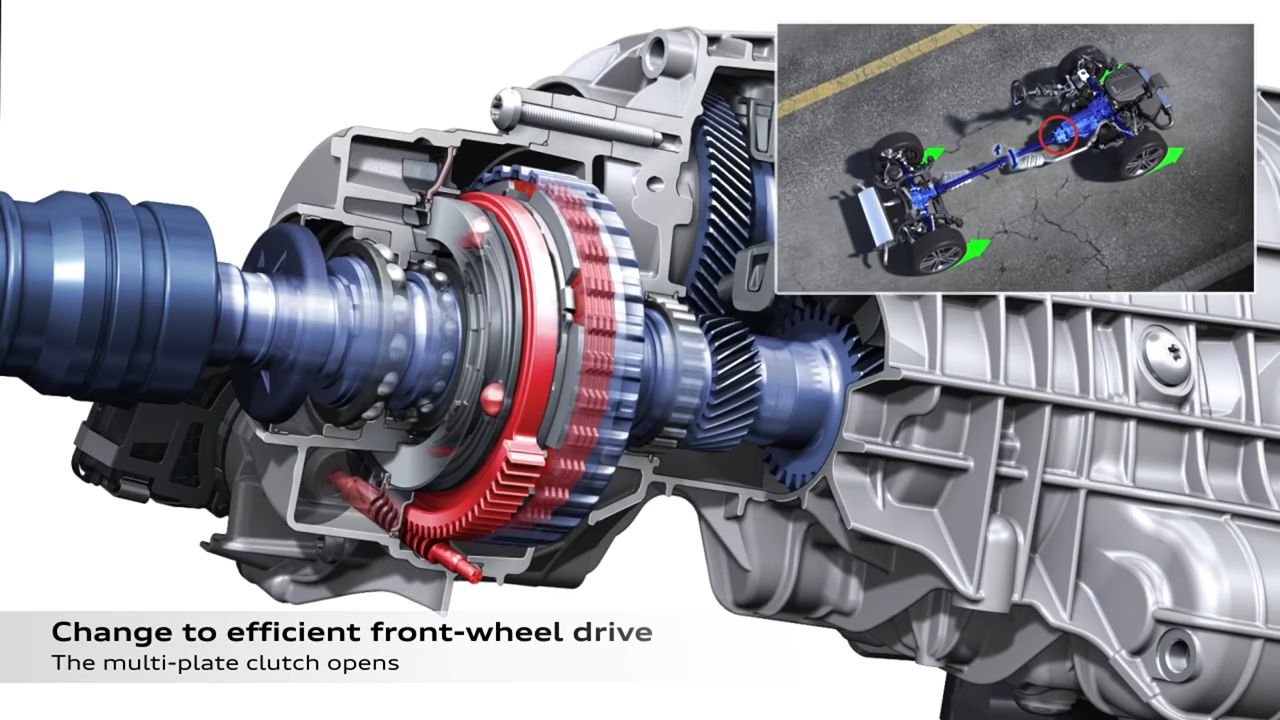 Change to efficient front-wheel drive
The multi-plate clutch opens